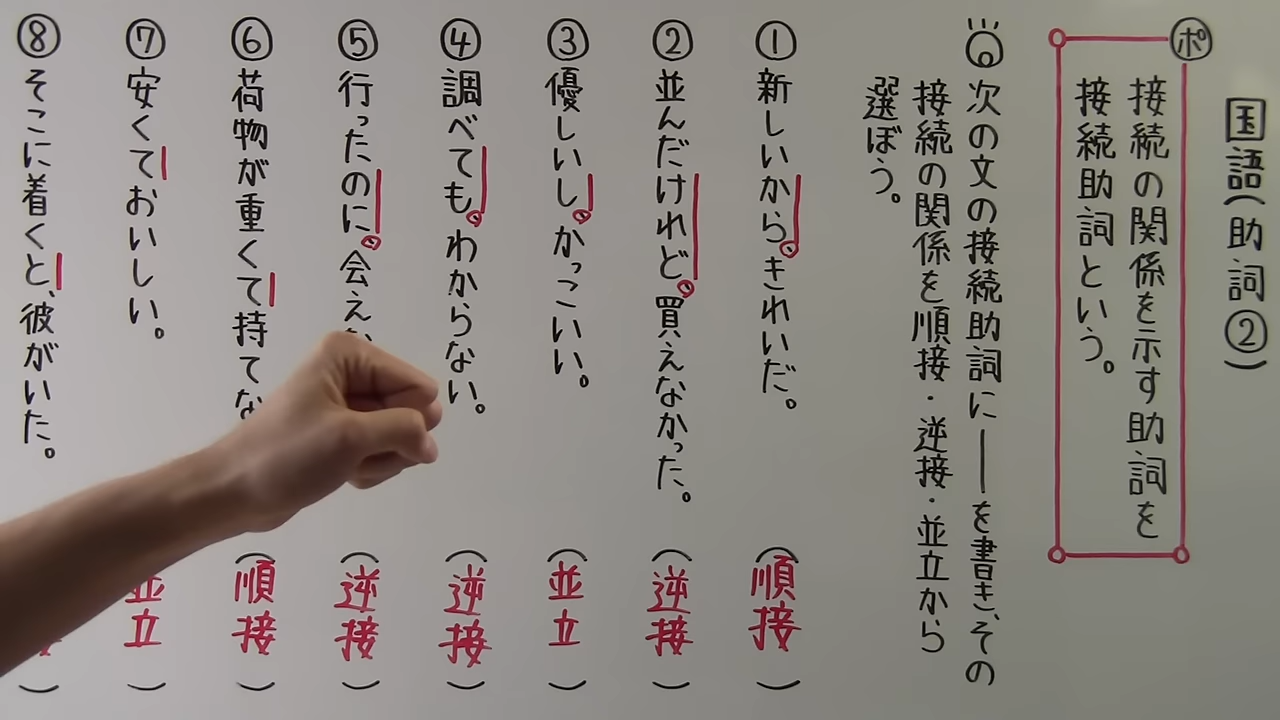 国語(助詞②)
ポ
接続の関係を示す助詞を
接続助詞という。
次の文の接続助詞に──を書き、その
接続の関係を順接・逆接・並立から
選ぼう。
①新しいから、きれいだ。(順接)
②並んだけれど、買えなかった。(逆接)
③優しいし、かっこいい。(並立)
④調べても、わからない。(逆接)
⑤行ったのに、会え(逆接)
⑥荷物が重くて持てな(順接)
⑦安くておいしい。(並立)
⑧そこに着くと、彼がいた。(接)